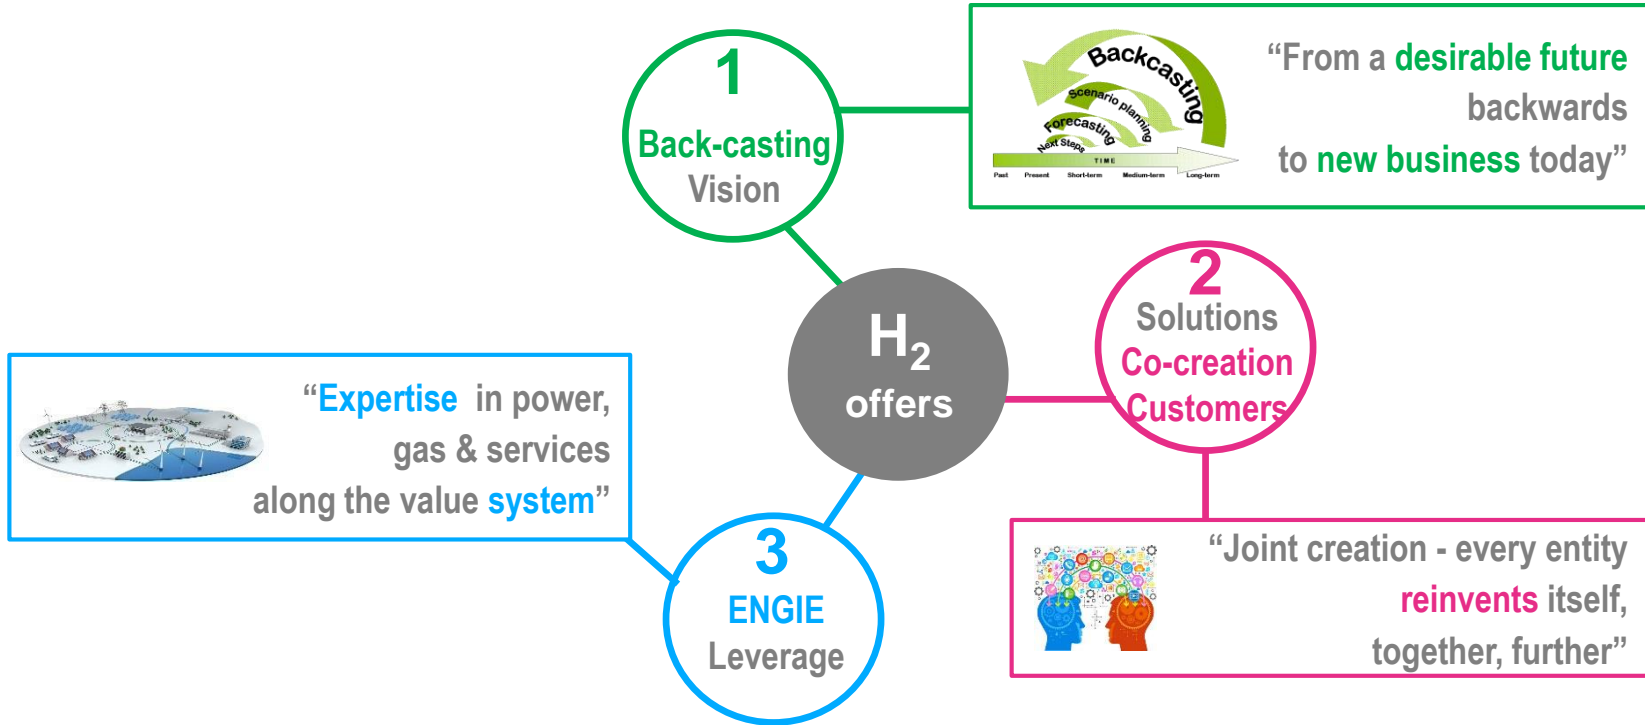 1
Back-casting
Vision
Backcasting
Scenario planning
Forecasting
Next Steps
TIME
Past Present Short-term Medium-term Long-term
“From a desirable future
backwards
to new business today”
H₂
offers
2
Solutions
Co-creation
Customers
“Joint creation - every entity
reinvents itself,
together, further”
3
ENGIE
Leverage
“Expertise in power,
gas & services
along the value system”